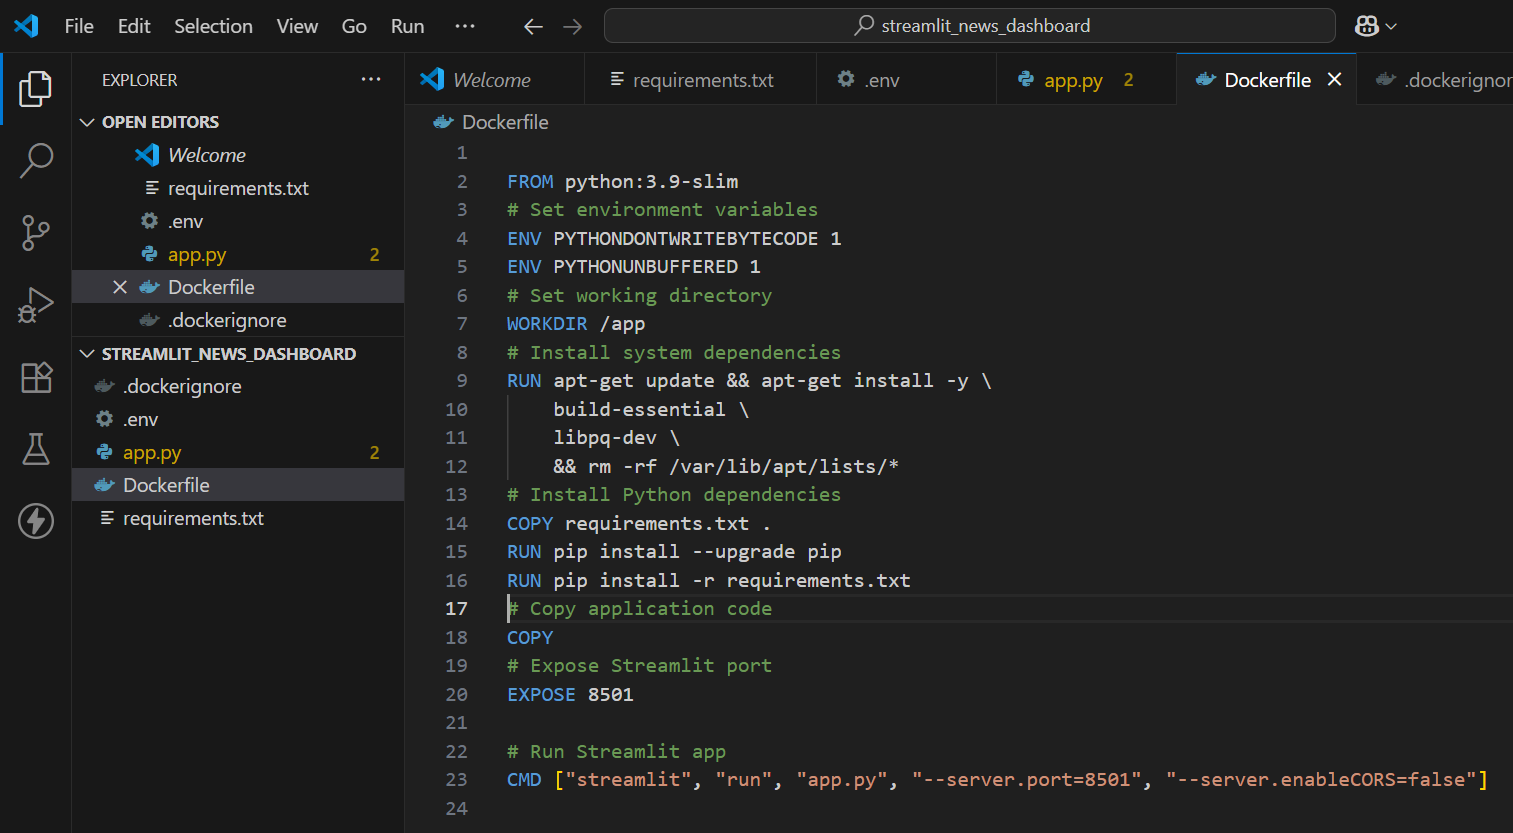 File Edit Selection View Go Run ··· streamlit_news_dashboard
EXPLORER ···
OPEN EDITORS
Welcome
requirements.txt
.env
app.py 2
Dockerfile
.dockerignore
STREAMLIT_NEWS_DASHBOARD
.dockerignore
.env
app.py 2
Dockerfile
requirements.txt
Welcome requirements.txt .env app.py 2 Dockerfile .dockerignor
Dockerfile
1
2 FROM python:3.9-slim
3 # Set environment variables
4 ENV PYTHONDONTWRITEBYTECODE 1
5 ENV PYTHONUNBUFFERED 1
6 # Set working directory
7 WORKDIR /app
8 # Install system dependencies
9 RUN apt-get update && apt-get install -y \
10 build-essential \
11 libpq-dev \
12 && rm -rf /var/lib/apt/lists/*
13 # Install Python dependencies
14 COPY requirements.txt .
15 RUN pip install --upgrade pip
16 RUN pip install -r requirements.txt
17 # Copy application code
18 COPY
19 # Expose Streamlit port
20 EXPOSE 8501
21
22 # Run Streamlit app
23 CMD ["streamlit", "run", "app.py", "--server.port=8501", "--server.enableCORS=false"]
24